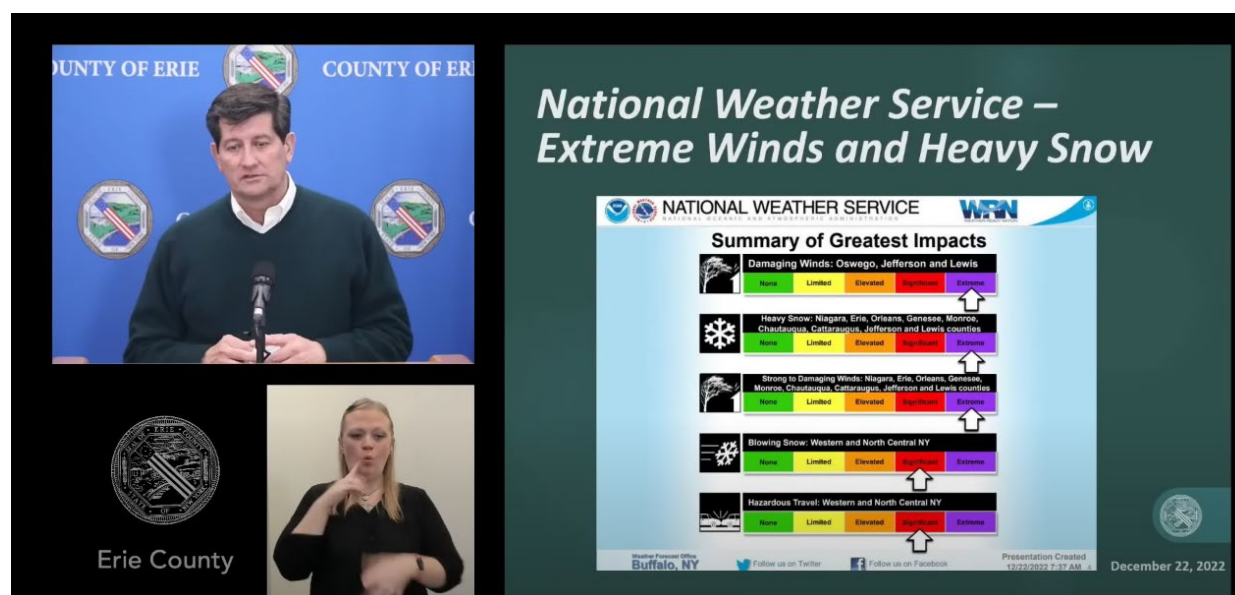 OUNTY OF ERIE
COUNTY OF ER
Erie County
National Weather Service –
Extreme Winds and Heavy Snow
NATIONAL WEATHER SERVICE
NATIONAL OCEANIC AND ATMOSPHERIC ADMINISTRATION
WRN
Summary of Greatest Impacts
Damaging Winds: Oswego, Jefferson and Lewis
None Limited Elevated Significant Extreme
Heavy Snow: Niagara, Erie, Orleans, Genesee, Monroe,
Chautauqua, Cattaraugus, Jefferson and Lewis counties
None Limited Elevated Significant Extreme
Strong to Damaging Winds: Niagara, Erie, Orleans, Genesee,
Monroe, Chautauqua, Cattaraugus, Jefferson and Lewis counties
None Limited Elevated Significant Extreme
Blowing Snow: Western and North Central NY
None Limited Elevated Significant Extreme
Hazardous Travel: Western and North Central NY
None Limited Elevated Significant Extreme
Weather Forecast Office
Buffalo, NY
Follow us on Twitter
Follow us on Facebook
Presentation Created
12/22/2022 7:37 AM
December 22, 2022